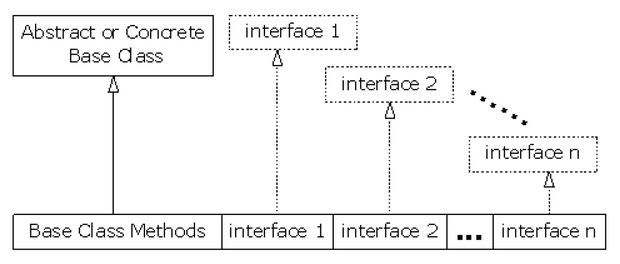 Abstract or Concrete
Base Class
interface 1
interface 2
interface n
Base Class Methods
interface 1
interface 2
...
interface n